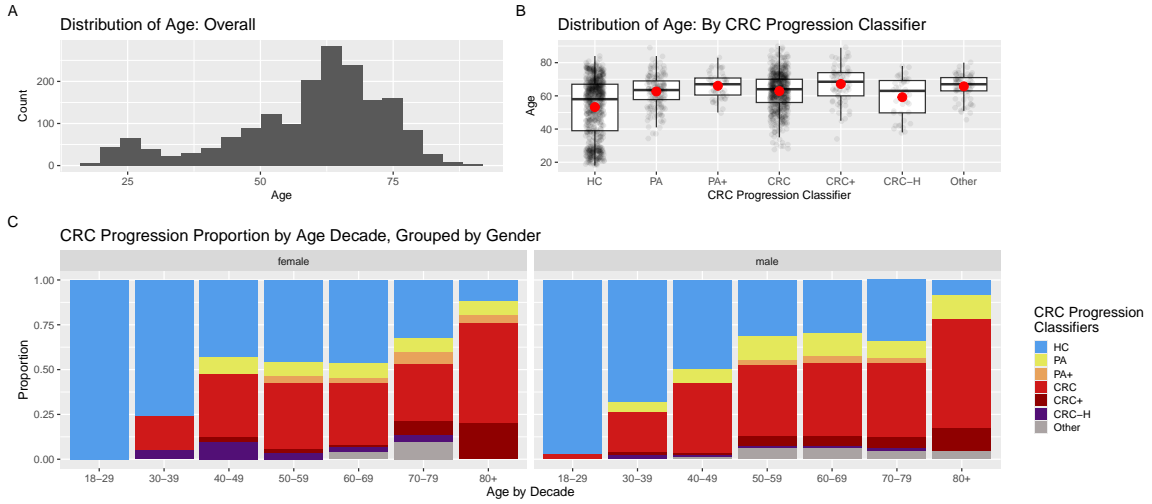 A
Distribution of Age: Overall
Count
200
100
0
25
50
75
Age
B
Distribution of Age: By CRC Progression Classifier
Age
80
60
40
20
HC
PA
PA+
CRC
CRC+
CRC−H
Other
CRC Progression Classifier
C
CRC Progression Proportion by Age Decade, Grouped by Gender
female
male
Proportion
1.00
0.75
0.50
0.25
0.00
18−29
30−39
40−49
50−59
60−69
70−79
80+
18−29
30−39
40−49
50−59
60−69
70−79
80+
Age by Decade
CRC Progression
Classifiers
HC
PA
PA+
CRC
CRC+
CRC−H
Other